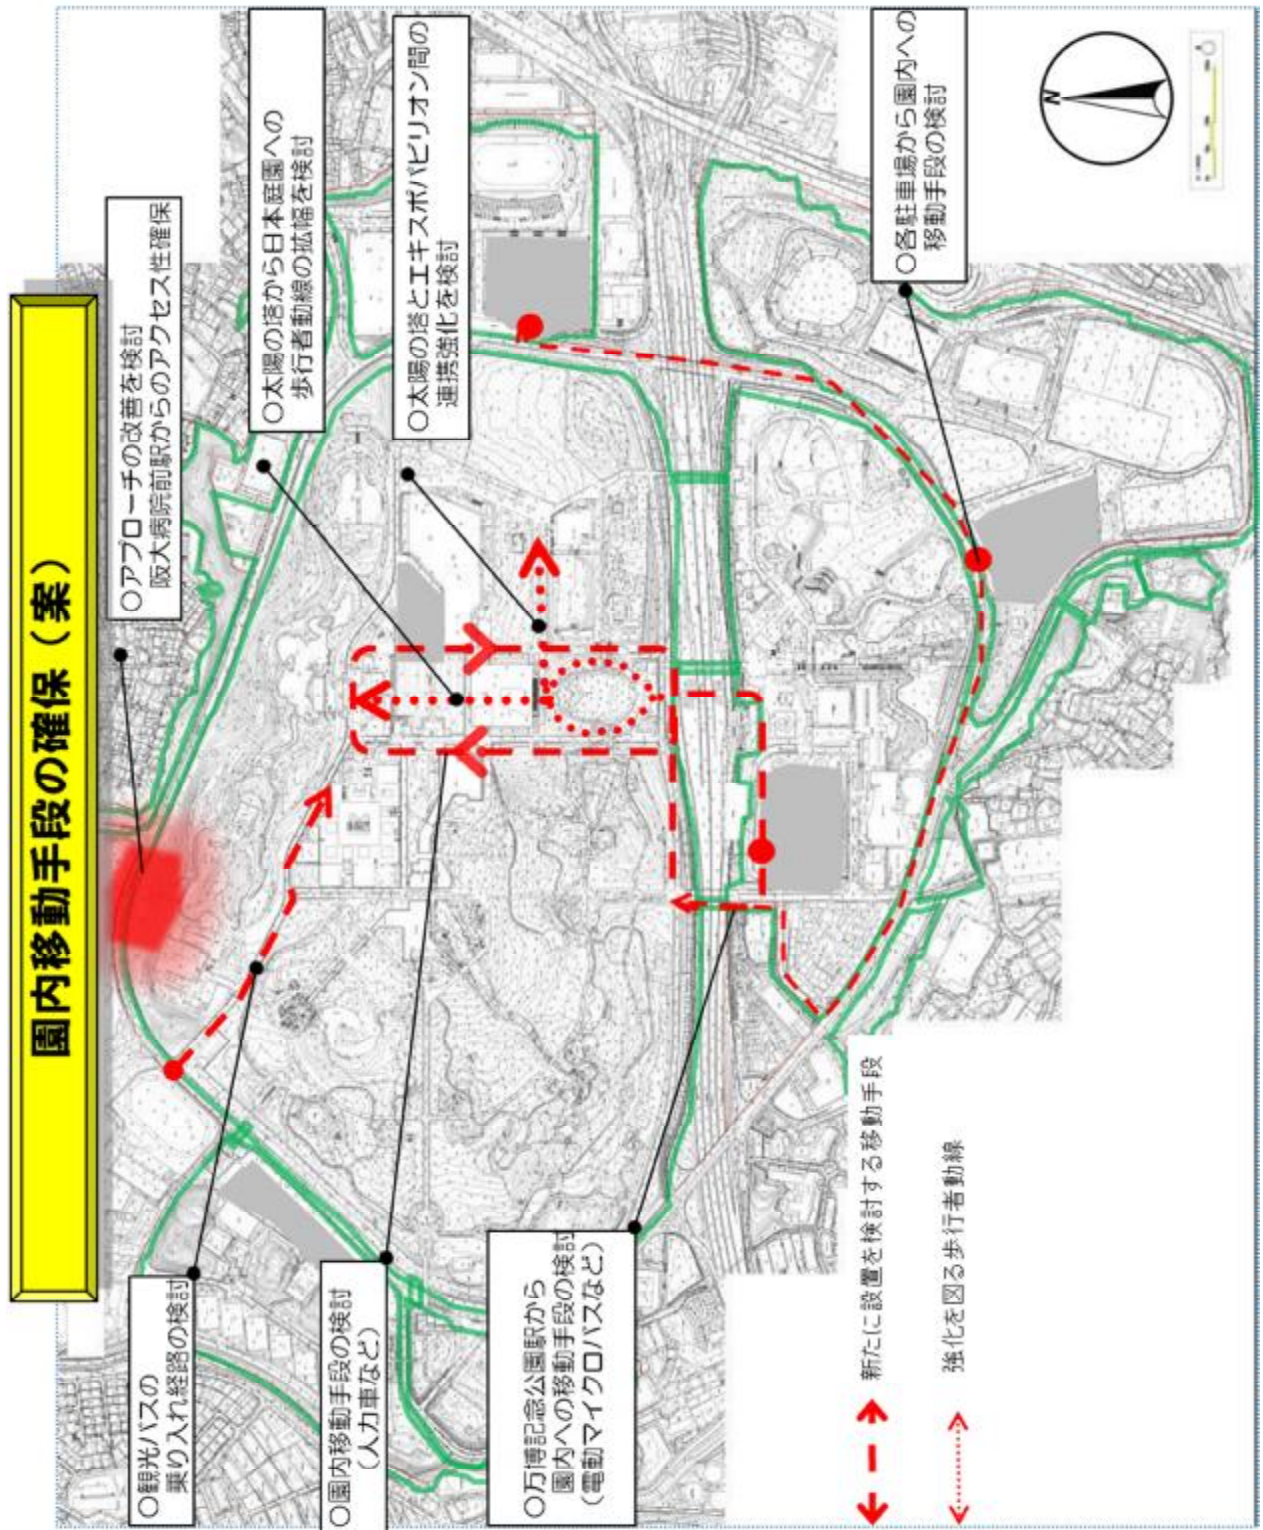 園内移動手段の確保（案）
○観光バスの
乗り入れ経路の検討
○園内移動手段の検討
（人力車など）
○万博記念公園駅から
園内への移動手段の検討
（電動マイクロバスなど）
○アプローチの改善を検討
阪大病院前駅からのアクセス性確保
○太陽の塔から日本庭園への
歩行者動線の拡幅を検討
○太陽の塔とエキスポパビリオン間の
連携強化を検討
○各駐車場から園内への
移動手段の検討
新たに設置を検討する移動手段
強化を図る歩行者動線
N